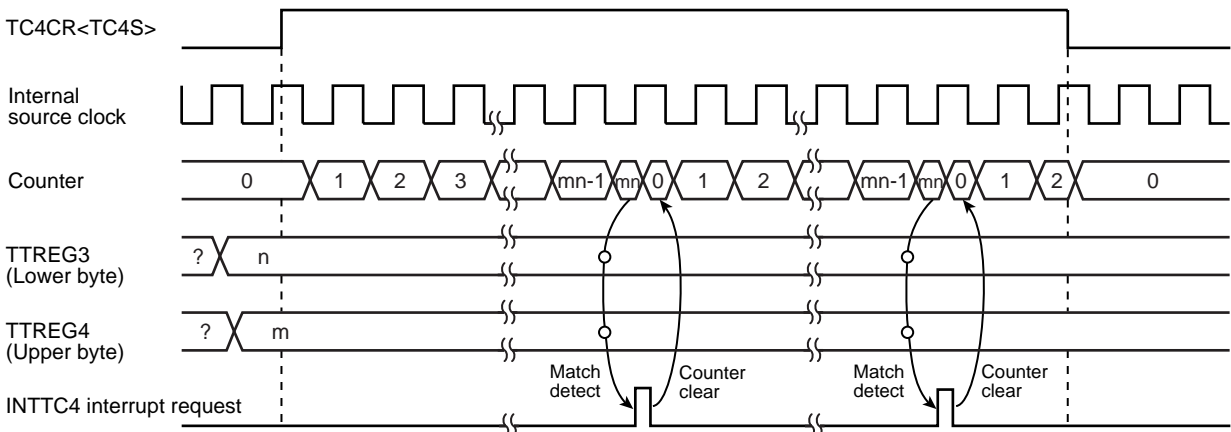 TC4CR<TC4S>
Internal
source clock
Counter
0 1 2 3 mn-1 mn 0 1 2 mn-1 mn 0 1 2 0
TTREG3
(Lower byte)
? n
TTREG4
(Upper byte)
? m
Match
detect
Counter
clear
Match
detect
Counter
clear
INTTC4 interrupt request